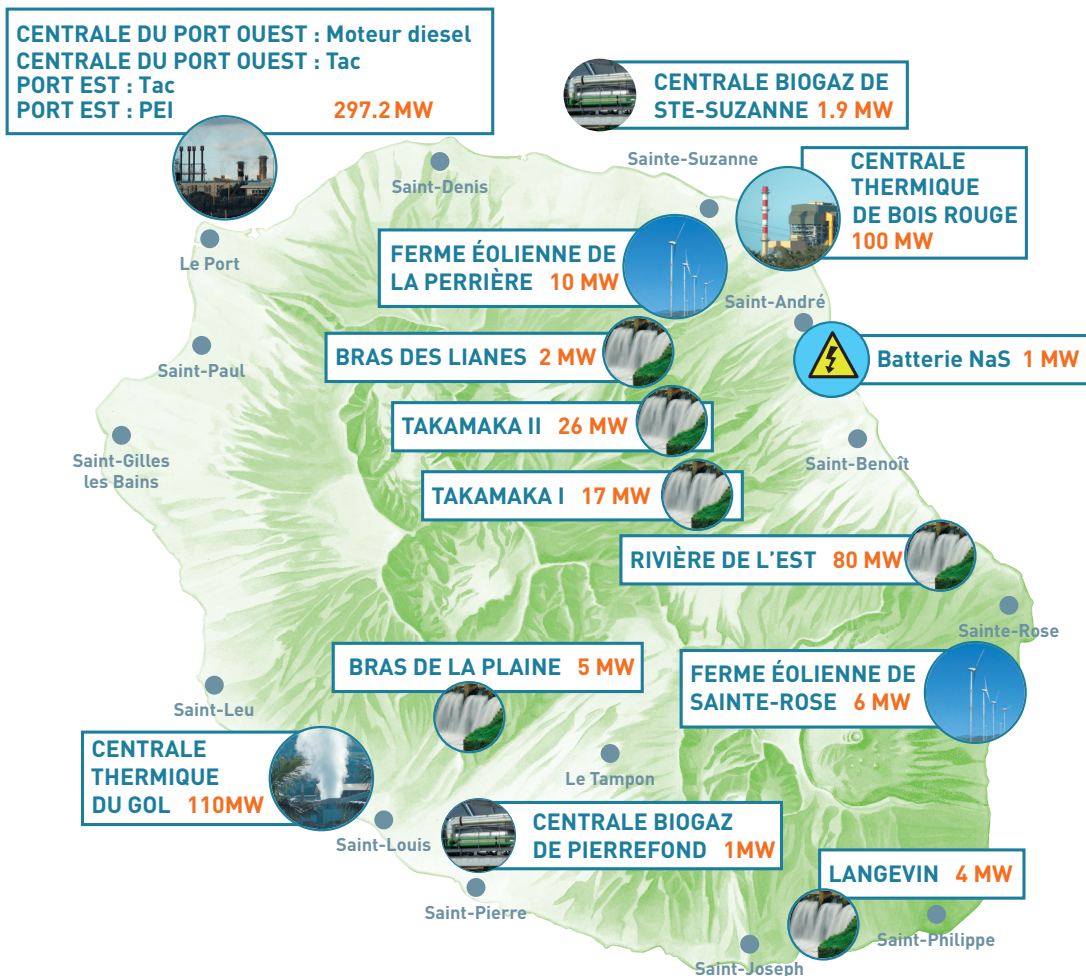 CENTRALE DU PORT OUEST : Moteur diesel
CENTRALE DU PORT OUEST : Tac
PORT EST : Tac
PORT EST : PEI 297.2 MW
CENTRALE BIOGAZ DE
STE-SUZANNE 1.9 MW
Saint-Denis
Sainte-Suzanne
CENTRALE
THERMIQUE
DE BOIS ROUGE
100 MW
Le Port
FERME ÉOLIENNE DE
LA PERRIÈRE 10 MW
Saint-André
BRAS DES LIANES 2 MW
Batterie NaS 1 MW
Saint-Paul
TAKAMAKA II 26 MW
Saint-Gilles
les Bains
Saint-Benoît
TAKAMAKA I 17 MW
RIVIÈRE DE L'EST 80 MW
Sainte-Rose
BRAS DE LA PLAINE 5 MW
FERME ÉOLIENNE DE
SAINTE-ROSE 6 MW
Saint-Leu
CENTRALE
THERMIQUE
DU GOL 110MW
Le Tampon
Saint-Louis
CENTRALE BIOGAZ
DE PIERREFOND 1MW
LANGEVIN 4 MW
Saint-Pierre
Saint-Philippe
Saint-Joseph